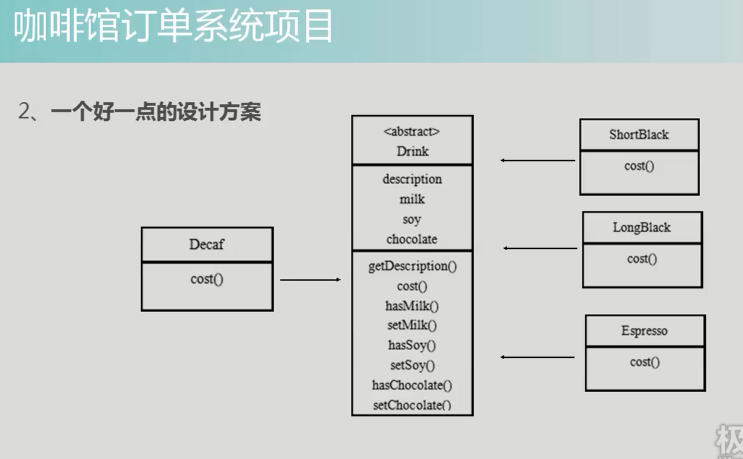 咖啡馆订单系统项目
2、一个好一点的设计方案
<abstract>
Drink
description
milk
soy
chocolate
getDescription()
cost()
hasMilk()
setMilk()
hasSoy()
setSoy()
hasChocolate()
setChocolate()
Decaf
cost()
ShortBlack
cost()
LongBlack
cost()
Espresso
cost()
极